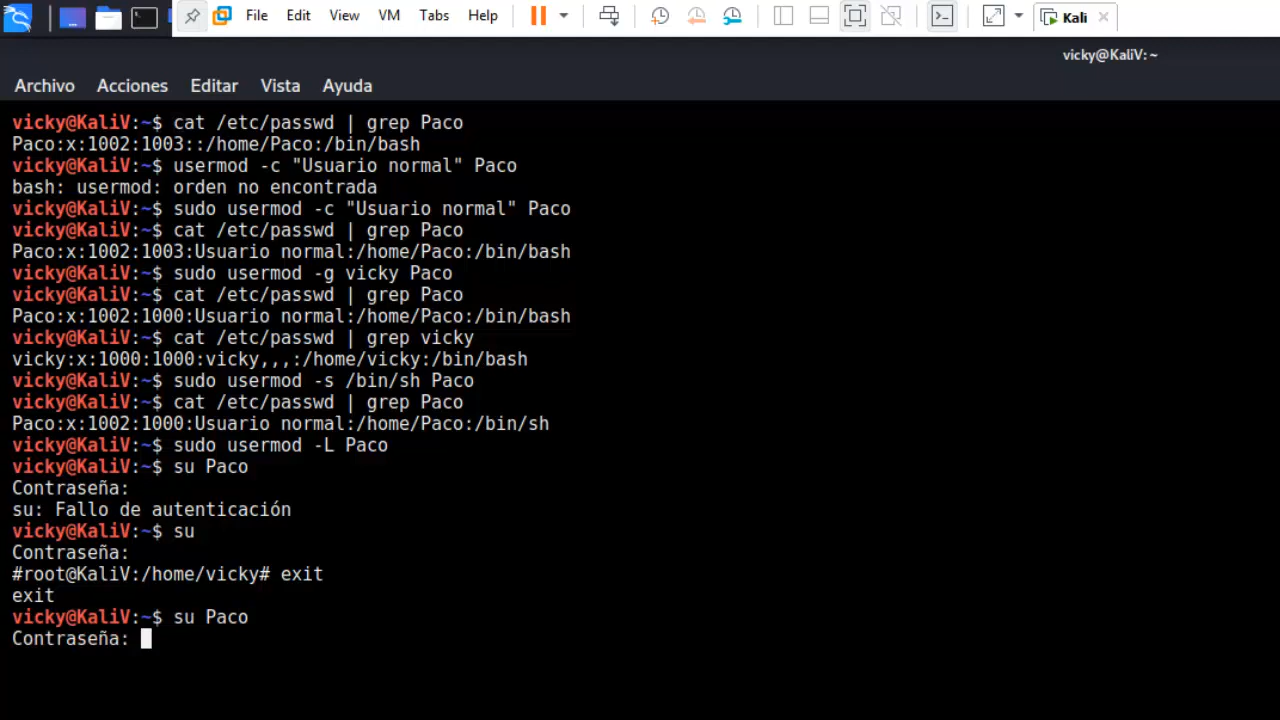 File Edit View VM Tabs Help Kali
vicky@KaliV: ~
Archivo Acciones Editar Vista Ayuda
vicky@KaliV:~$ cat /etc/passwd | grep Paco
Paco:x:1002:1003::/home/Paco:/bin/bash
vicky@KaliV:~$ usermod -c "Usuario normal" Paco
bash: usermod: orden no encontrada
vicky@KaliV:~$ sudo usermod -c "Usuario normal" Paco
vicky@KaliV:~$ cat /etc/passwd | grep Paco
Paco:x:1002:1003:Usuario normal:/home/Paco:/bin/bash
vicky@KaliV:~$ sudo usermod -g vicky Paco
vicky@KaliV:~$ cat /etc/passwd | grep Paco
Paco:x:1002:1000:Usuario normal:/home/Paco:/bin/bash
vicky@KaliV:~$ cat /etc/passwd | grep vicky
vicky:x:1000:1000:vicky,,,:/home/vicky:/bin/bash
vicky@KaliV:~$ sudo usermod -s /bin/sh Paco
vicky@KaliV:~$ cat /etc/passwd | grep Paco
Paco:x:1002:1000:Usuario normal:/home/Paco:/bin/sh
vicky@KaliV:~$ sudo usermod -L Paco
vicky@KaliV:~$ su Paco
Contraseña:
su: Fallo de autenticación
vicky@KaliV:~$ su
Contraseña:
#root@KaliV:/home/vicky# exit
exit
vicky@KaliV:~$ su Paco
Contraseña: